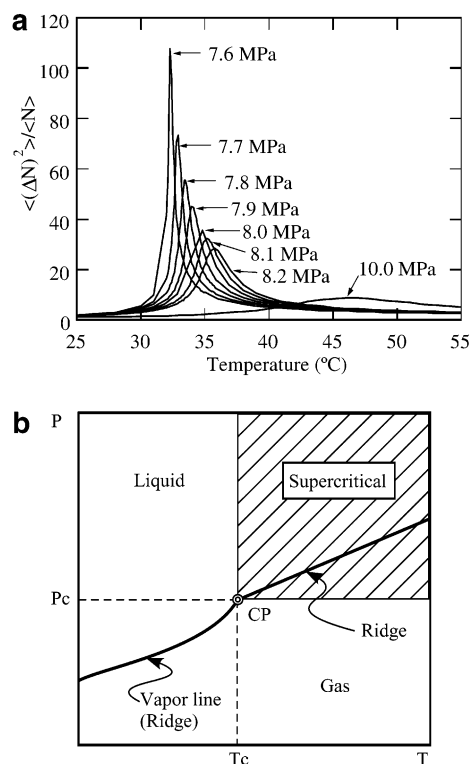 a
120
100
80
60
40
20
0
<(ΔN)²>/<N>
7.6 MPa
7.7 MPa
7.8 MPa
7.9 MPa
8.0 MPa
8.1 MPa
8.2 MPa
10.0 MPa
25 30 35 40 45 50 55
Temperature (ºC)
b
P
Liquid
Supercritical
Pc
CP
Ridge
Vapor line
(Ridge)
Gas
Tc
T